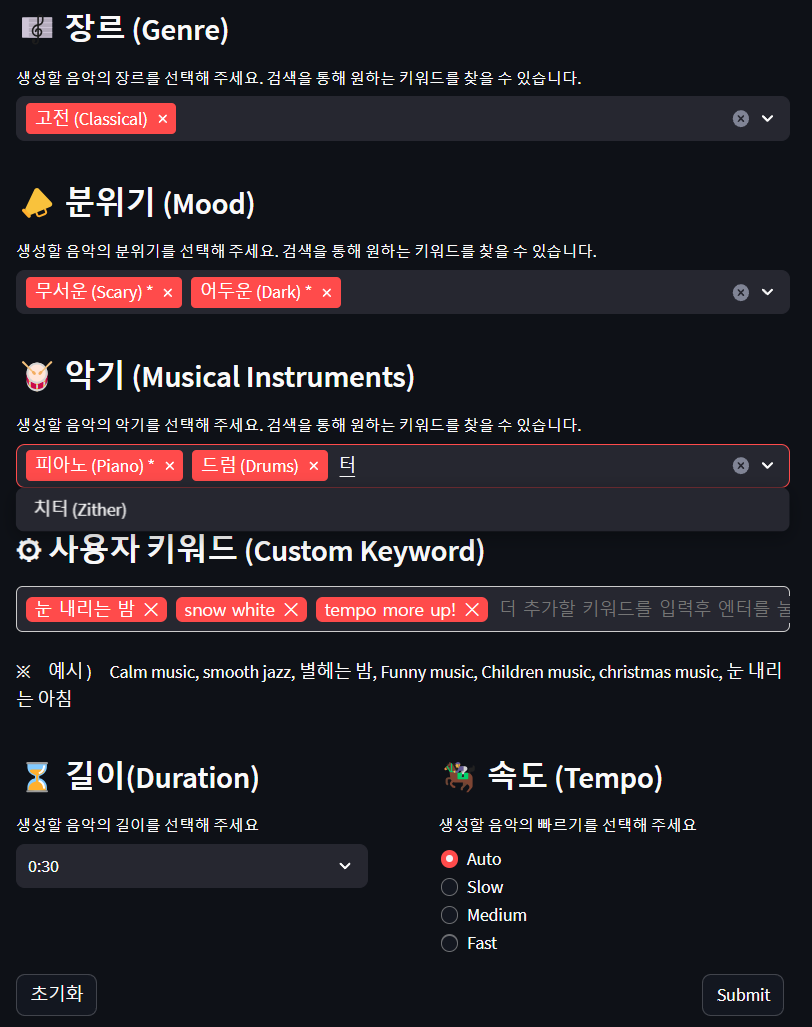 장르 (Genre)
생성할 음악의 장르를 선택해 주세요. 검색을 통해 원하는 키워드를 찾을 수 있습니다.
고전 (Classical) ×
분위기 (Mood)
생성할 음악의 분위기를 선택해 주세요. 검색을 통해 원하는 키워드를 찾을 수 있습니다.
무서운 (Scary) * × 어두운 (Dark) * ×
악기 (Musical Instruments)
생성할 음악의 악기를 선택해 주세요. 검색을 통해 원하는 키워드를 찾을 수 있습니다.
피아노 (Piano) * × 드럼 (Drums) × 터
치터 (Zither)
사용자 키워드 (Custom Keyword)
눈 내리는 밤 × snow white × tempo more up! × 더 추가할 키워드를 입력후 엔터를 눌
※ 예시 ) Calm music, smooth jazz, 별헤는 밤, Funny music, Children music, christmas music, 눈 내리
는 아침
길이(Duration)
생성할 음악의 길이를 선택해 주세요
0:30
속도 (Tempo)
생성할 음악의 빠르기를 선택해 주세요
Auto
Slow
Medium
Fast
초기화
Submit